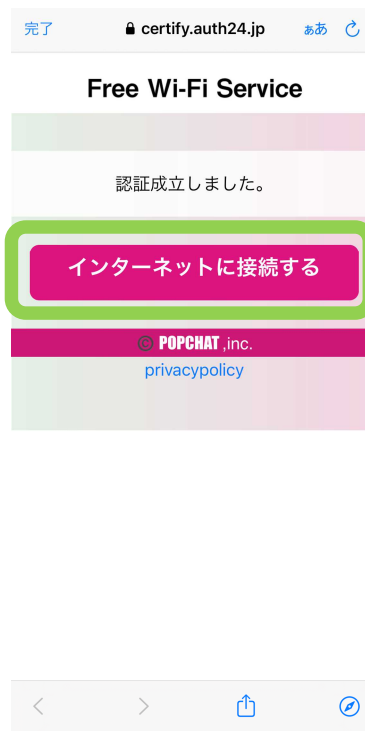 完了 certify.auth24.jp ぁあ
Free Wi-Fi Service
認証成立しました。
インターネットに接続する
© POPCHAT ,inc.
privacypolicy